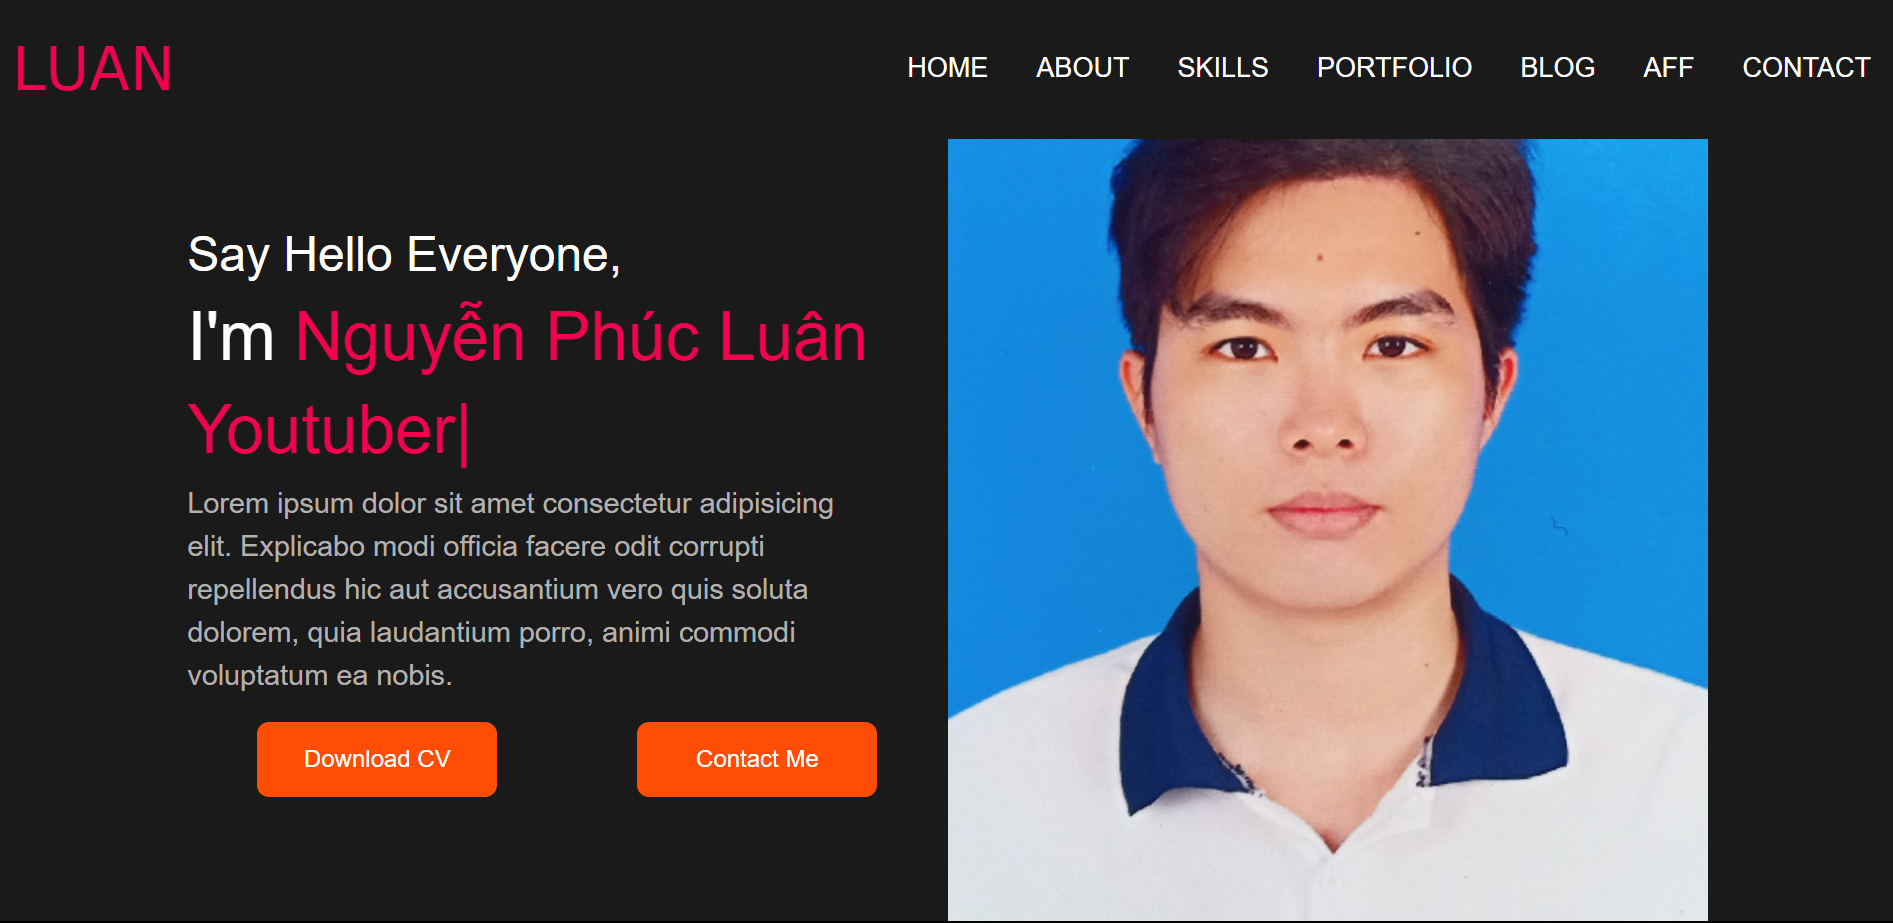 LUAN
HOME ABOUT SKILLS PORTFOLIO BLOG AFF CONTACT
Say Hello Everyone,
I'm Nguyễn Phúc Luân
Youtuber|
Lorem ipsum dolor sit amet consectetur adipisicing
elit. Explicabo modi officia facere odit corrupti
repellendus hic aut accusantium vero quis soluta
dolorem, quia laudantium porro, animi commodi
voluptatum ea nobis.
Download CV
Contact Me